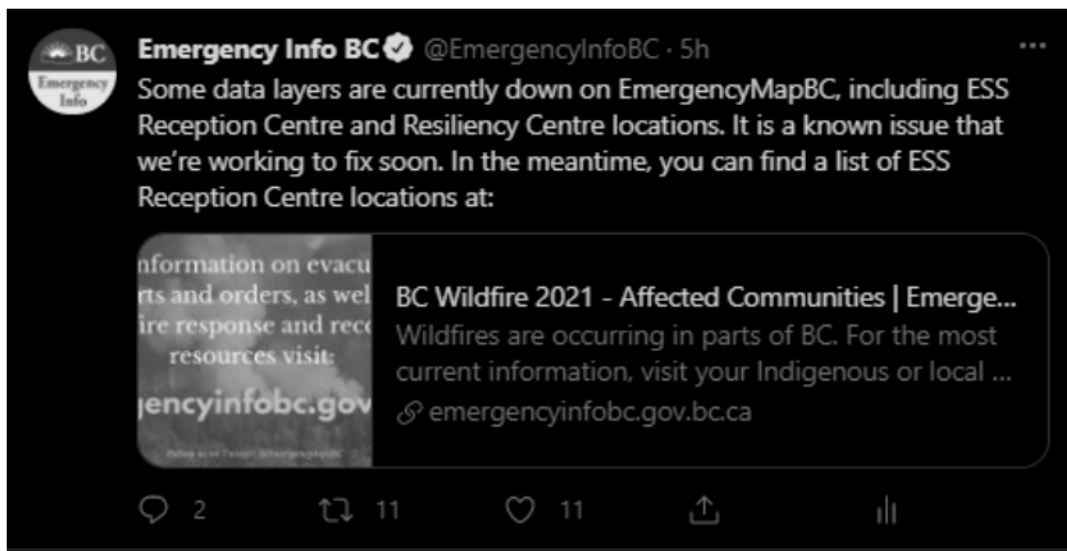 BC
Emergency
Info
Emergency Info BC @EmergencyInfoBC · 5h
Some data layers are currently down on EmergencyMapBC, including ESS
Reception Centre and Resiliency Centre locations. It is a known issue that
we're working to fix soon. In the meantime, you can find a list of ESS
Reception Centre locations at:
nformation on evacu
rts and orders, as wel
ire response and reco
resources visit:
gencyinfobc.gov
BC Wildfire 2021 - Affected Communities | Emerge...
Wildfires are occurring in parts of BC. For the most
current information, visit your Indigenous or local ...
emergencyinfobc.gov.bc.ca
2 11 11